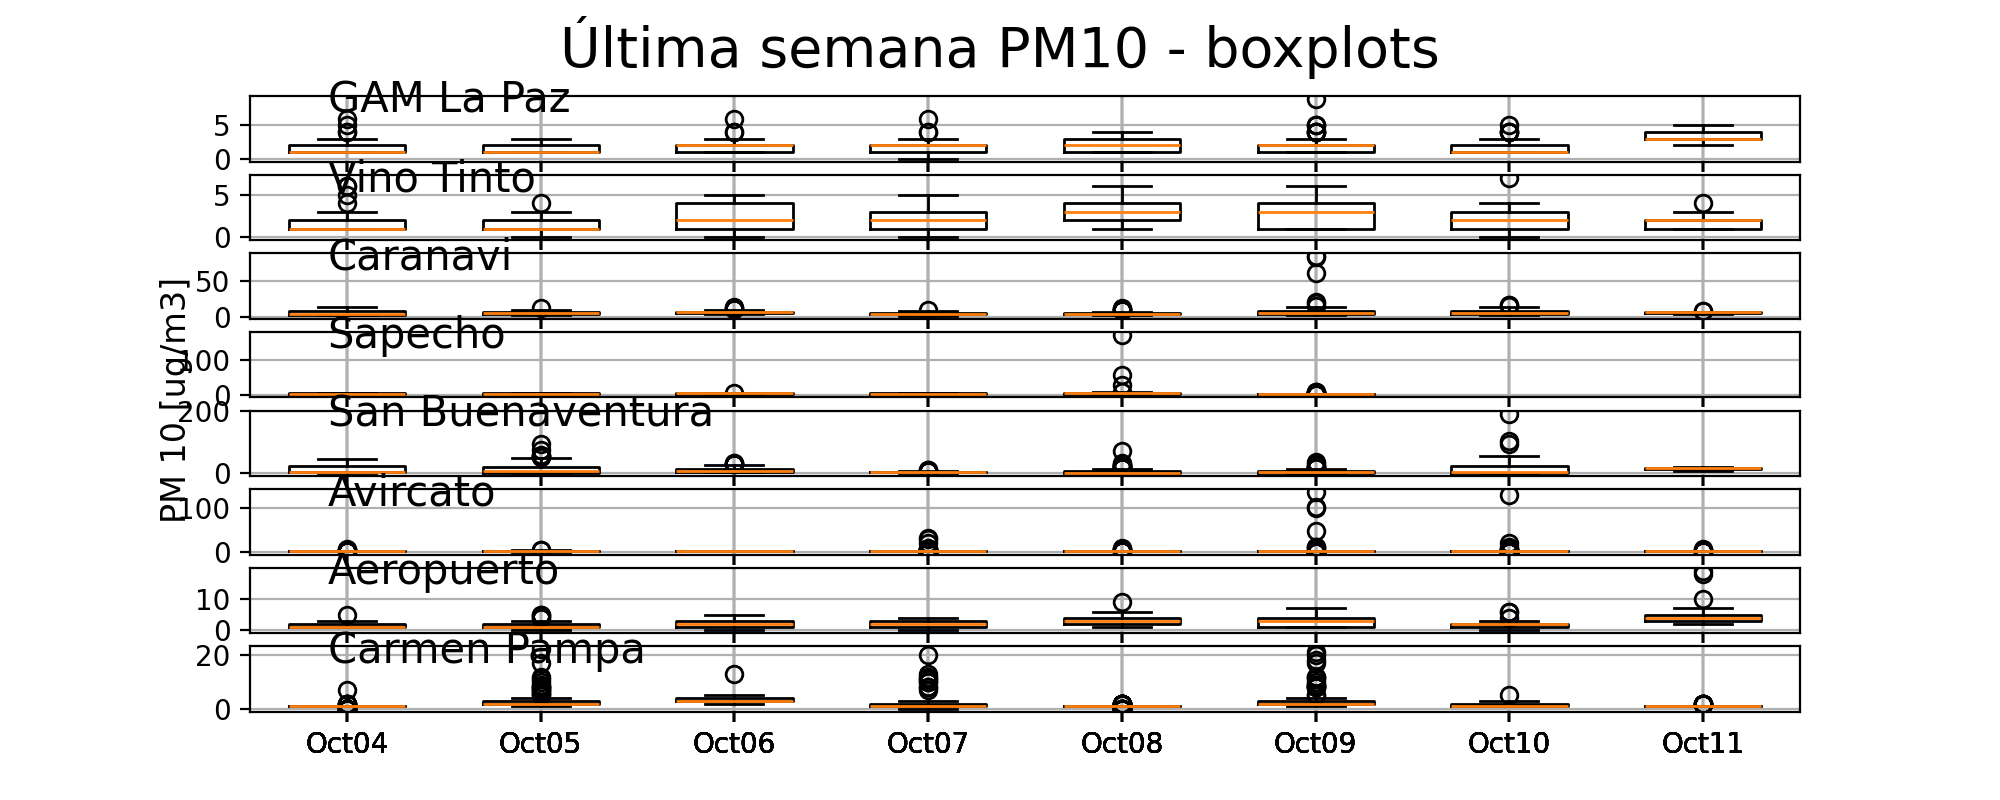 Última semana PM10 - boxplots
GAM La Paz
5
0
Vino Tinto
5
0
Caranavi
50
0
Sapecho
100
0
San Buenaventura
200
0
Avircato
100
0
Aeropuerto
10
0
Carmen Pampa
20
0
PM 10 [ug/m3]
Oct04 Oct05 Oct06 Oct07 Oct08 Oct09 Oct10 Oct11